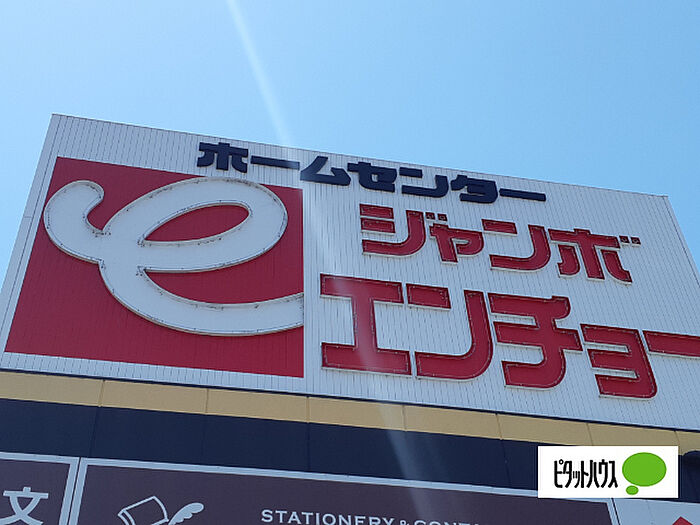 ホームセンター
ジャンボ
エンチョー
文
STATIONERY &
ピタットハウス